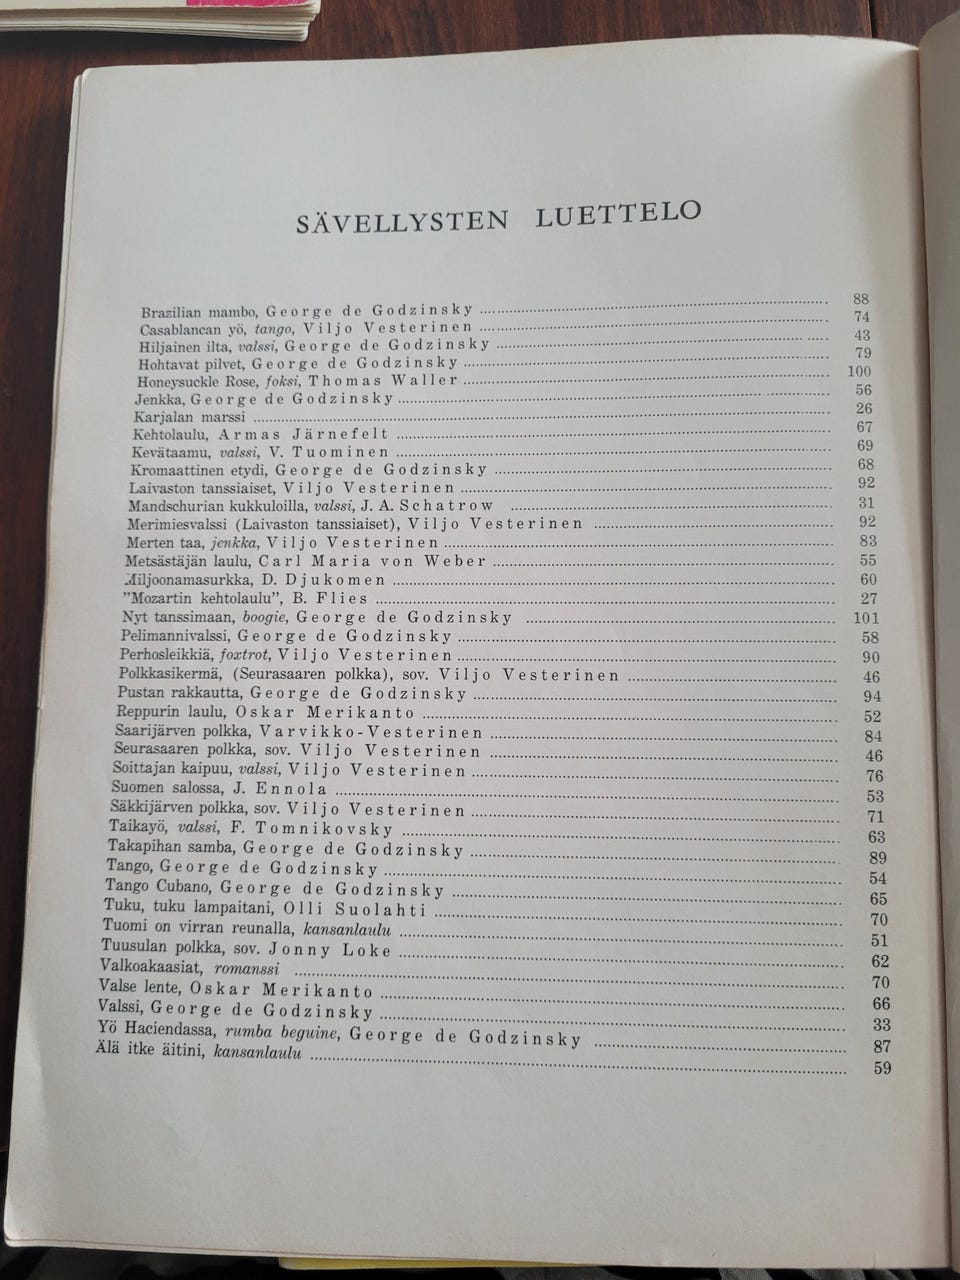 SÄVELLYSTEN LUETTELO
Brazilian mambo, George de Godzinsky 88
Casablancan yö, tango, Viljo Vesterinen 74
Hiljainen ilta, valssi, George de Godzinsky 43
Hohtavat pilvet, George de Godzinsky 79
Honeysuckle Rose, foksi, Thomas Waller 100
Jenkka, George de Godzinsky 56
Karjalan marssi 26
Kehtolaulu, Armas Järnefelt 67
Kevätaamu, valssi, V. Tuominen 69
Kromaattinen etydi, George de Godzinsky 68
Laivaston tanssiaiset, Viljo Vesterinen 92
Mandschurian kukkuloilla, valssi, J. A. Schatrow 31
Merimiesvalssi (Laivaston tanssiaiset), Viljo Vesterinen 92
Merten taa, jenkka, Viljo Vesterinen 83
Metsästäjän laulu, Carl Maria von Weber 55
Miljoonamasurkka, D. Djukomen 60
"Mozartin kehtolaulu", B. Flies 27
Nyt tanssimaan, boogie, George de Godzinsky 101
Pelimannivalssi, George de Godzinsky 58
Perhosleikkiä, foxtrot, Viljo Vesterinen 90
Polkkasikermä, (Seurasaaren polkka), sov. Viljo Vesterinen 46
Pustan rakkautta, George de Godzinsky 94
Reppurin laulu, Oskar Merikanto 52
Saarijärven polkka, Varvikko-Vesterinen 84
Seurasaaren polkka, sov. Viljo Vesterinen 46
Soittajan kaipuu, valssi, Viljo Vesterinen 76
Suomen salossa, J. Ennola 53
Säkkijärven polkka, sov. Viljo Vesterinen 71
Taikayö, valssi, F. Tomnikovsky 63
Takapihan samba, George de Godzinsky 89
Tango, George de Godzinsky 54
Tango Cubano, George de Godzinsky 65
Tuku, tuku lampaitani, Olli Suolahti 70
Tuomi on virran reunalla, kansanlaulu 51
Tuusulan polkka, sov. Jonny Loke 62
Valkoakaasiat, romanssi 70
Valse lente, Oskar Merikanto 66
Valssi, George de Godzinsky 33
Yö Haciendassa, rumba beguine, George de Godzinsky 87
Älä itke äitini, kansanlaulu 59